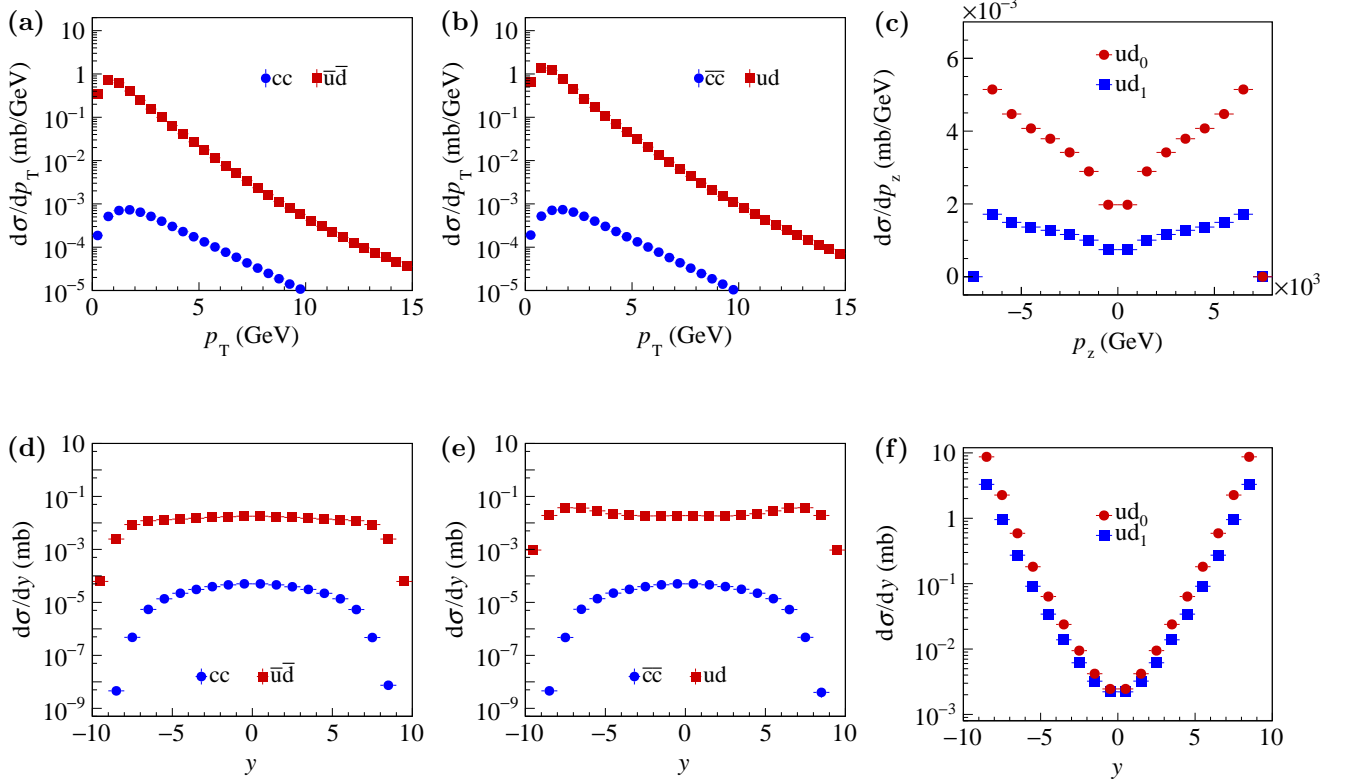 (a)
10
1
10⁻¹
10⁻²
10⁻³
10⁻⁴
10⁻⁵
dσ/dp_T (mb/GeV)
cc
u̅d̅
0 5 10 15
p_T (GeV)
(b)
10
1
10⁻¹
10⁻²
10⁻³
10⁻⁴
10⁻⁵
dσ/dp_T (mb/GeV)
c̅c̅
ud
0 5 10 15
p_T (GeV)
(c)
×10⁻³
6
4
2
0
dσ/dp_z (mb/GeV)
ud₀
ud₁
−5 0 5
×10³
p_z (GeV)
(d)
10
10⁻¹
10⁻³
10⁻⁵
10⁻⁷
10⁻⁹
dσ/dy (mb)
cc
u̅d̅
−10 −5 0 5 10
y
(e)
10
10⁻¹
10⁻³
10⁻⁵
10⁻⁷
10⁻⁹
dσ/dy (mb)
c̅c̅
ud
−10 −5 0 5 10
y
(f)
10
1
10⁻¹
10⁻²
10⁻³
dσ/dy (mb)
ud₀
ud₁
−10 −5 0 5 10
y